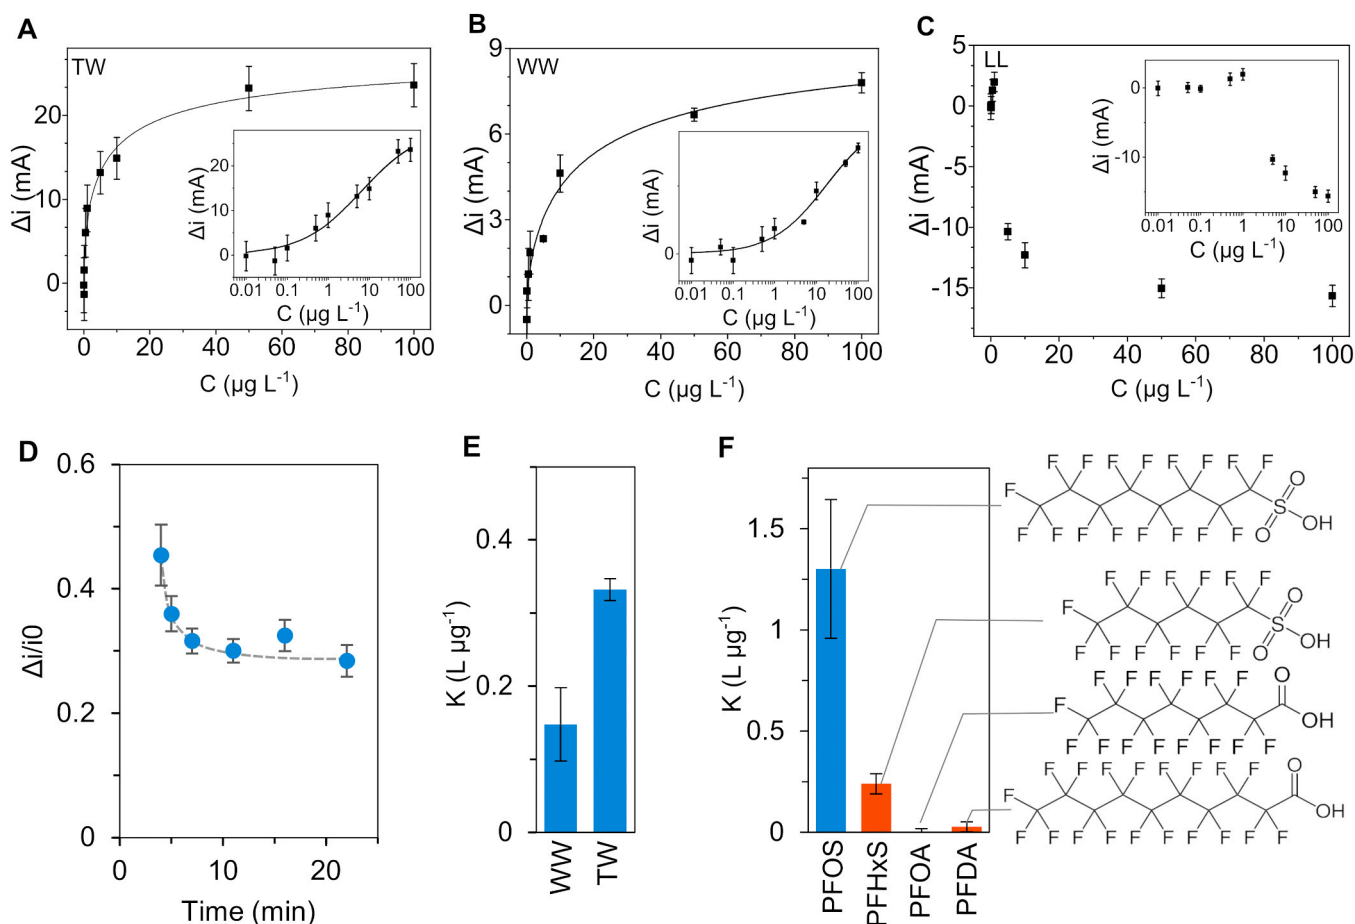 A
TW
Δi (mA)
20
10
0
0 20 40 60 80 100
C (µg L-1)
Δi (mA)
20
10
0
0.01 0.1 1 10 100
C (µg L-1)
B
WW
Δi (mA)
9
6
3
0
0 20 40 60 80 100
C (µg L-1)
Δi (mA)
0
0.01 0.1 1 10 100
C (µg L-1)
C
LL
Δi (mA)
5
0
-5
-10
-15
0 20 40 60 80 100
C (µg L-1)
Δi (mA)
0
-10
0.01 0.1 1 10 100
C (µg L-1)
D
Δi/i0
0.6
0.4
0.2
0
0 10 20
Time (min)
E
K (L µg-1)
0.4
0.2
0
WW
TW
F
K (L µg-1)
1.5
1
0.5
0
PFOS
PFHxS
PFOA
PFDA
F F F F F F F F
F
O
S
OH
O
F F F F F F F F
F F F F F F
F
O
S
OH
O
F F F F F F
F F F F F F
F
O
OH
F F F F F F F F
F F F F F F F F
F
O
OH
F F F F F F F F F F